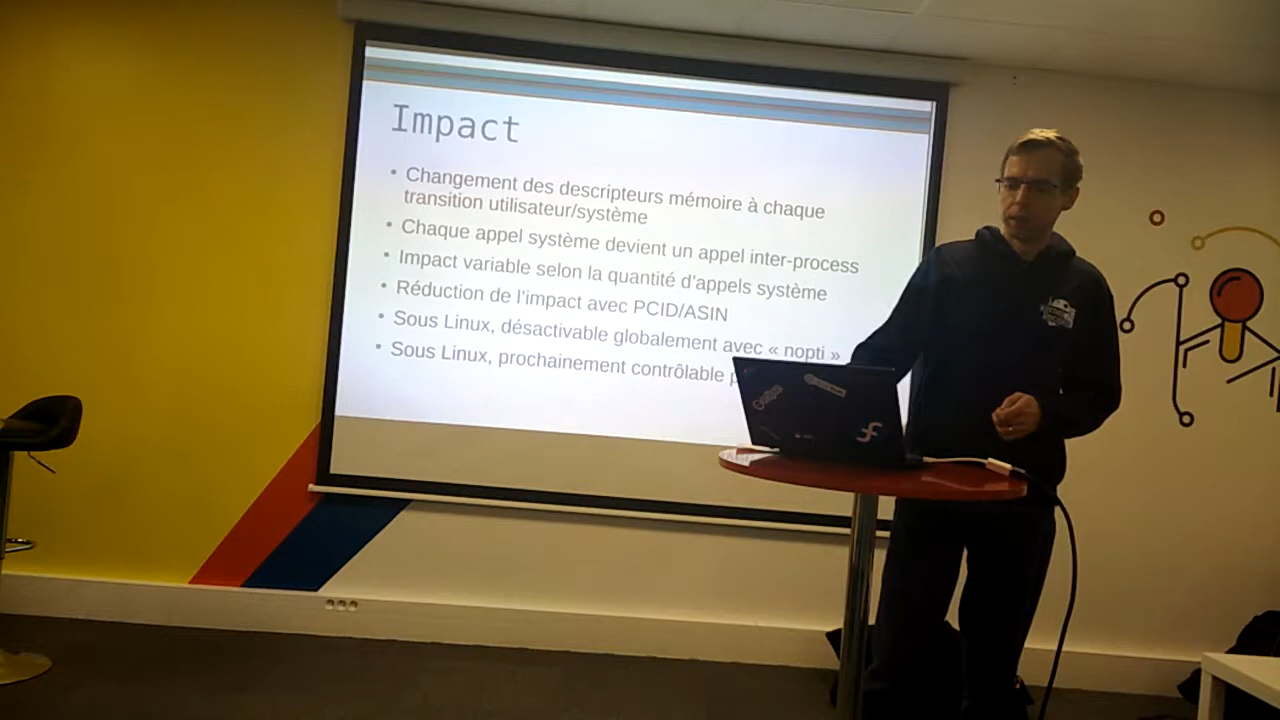 Impact
• Changement des descripteurs mémoire à chaque
transition utilisateur/système
• Chaque appel système devient un appel inter-process
• Impact variable selon la quantité d'appels système
• Réduction de l'impact avec PCID/ASIN
• Sous Linux, désactivable globalement avec « nopti »
• Sous Linux, prochainement contrôlable